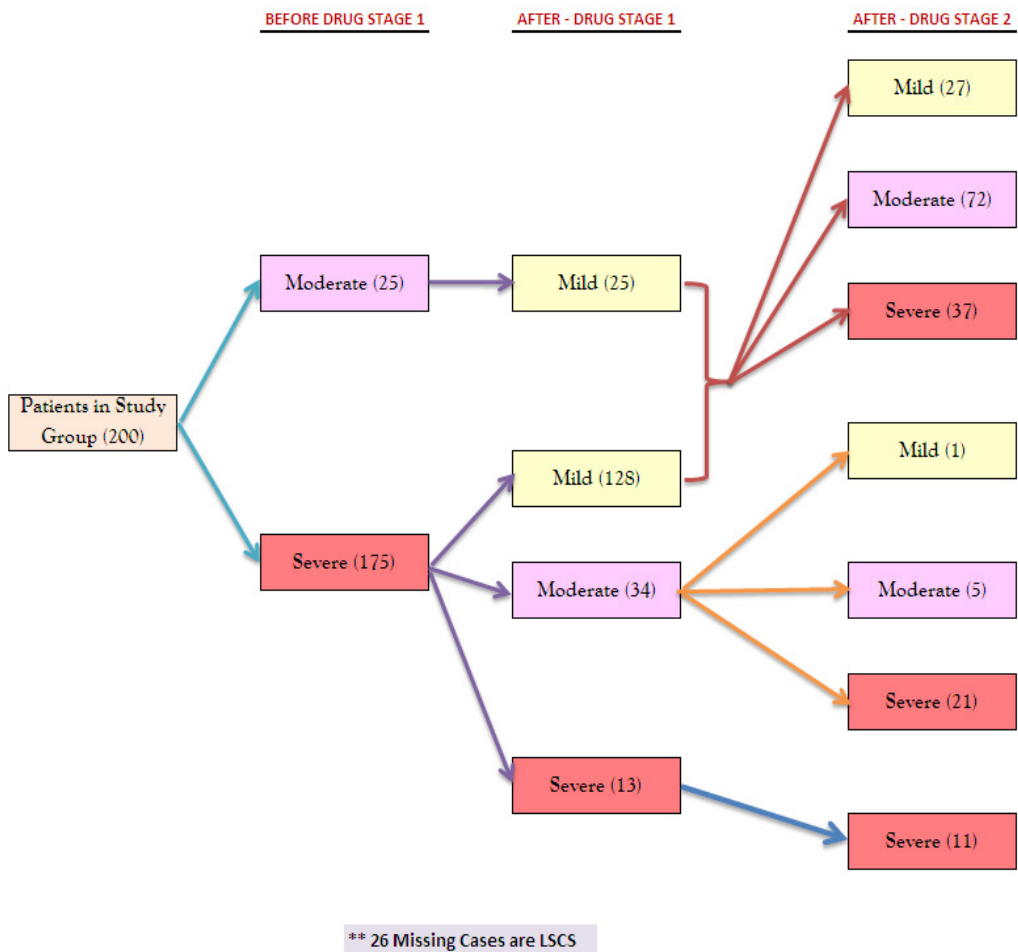 BEFORE DRUG STAGE 1
AFTER - DRUG STAGE 1
AFTER - DRUG STAGE 2
Mild (27)
Moderate (72)
Moderate (25)
Mild (25)
Severe (37)
Patients in Study
Group (200)
Mild (1)
Mild (128)
Severe (175)
Moderate (34)
Moderate (5)
Severe (21)
Severe (13)
Severe (11)
** 26 Missing Cases are LSCS